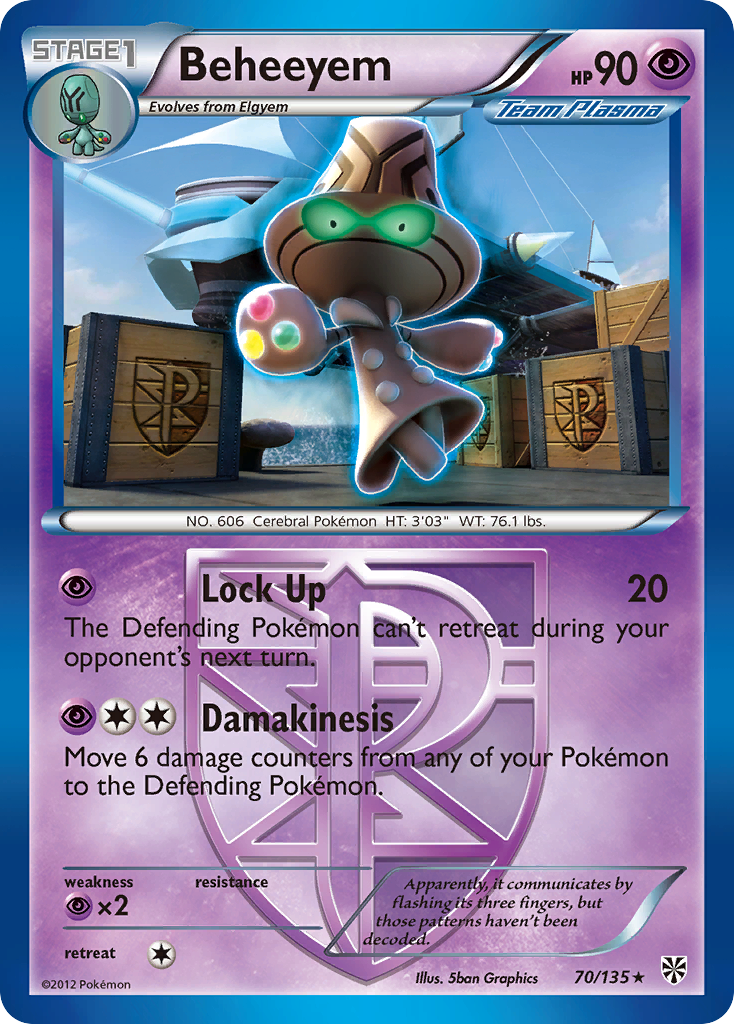 STAGE1
Beheeyem
HP 90
Evolves from Elgyem
Team Plasma
NO. 606 Cerebral Pokémon HT: 3'03" WT: 76.1 lbs.
Lock Up 20
The Defending Pokémon can't retreat during your
opponent's next turn.
Damakinesis
Move 6 damage counters from any of your Pokémon
to the Defending Pokémon.
weakness resistance
×2
retreat
Apparently, it communicates by
flashing its three fingers, but
those patterns haven't been
decoded.
©2012 Pokémon
Illus. 5ban Graphics
70/135★